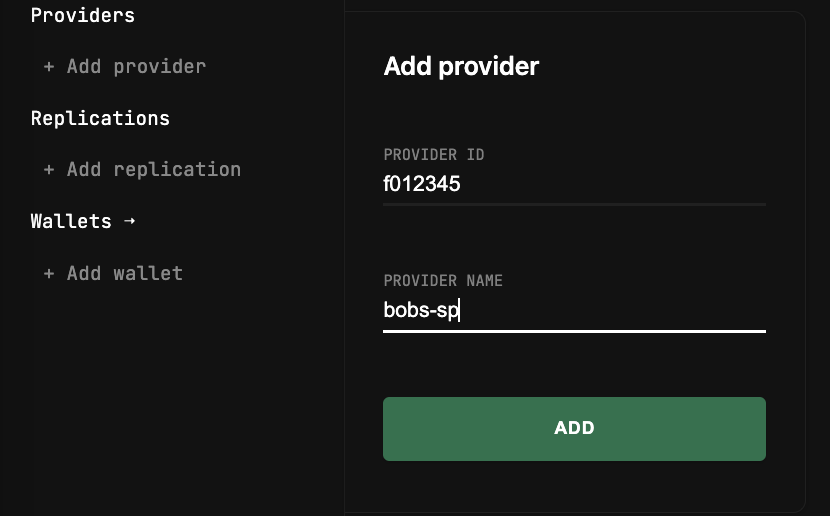 Providers
+ Add provider
Replications
+ Add replication
Wallets →
+ Add wallet
Add provider
PROVIDER ID
f012345
PROVIDER NAME
bobs-sp
ADD